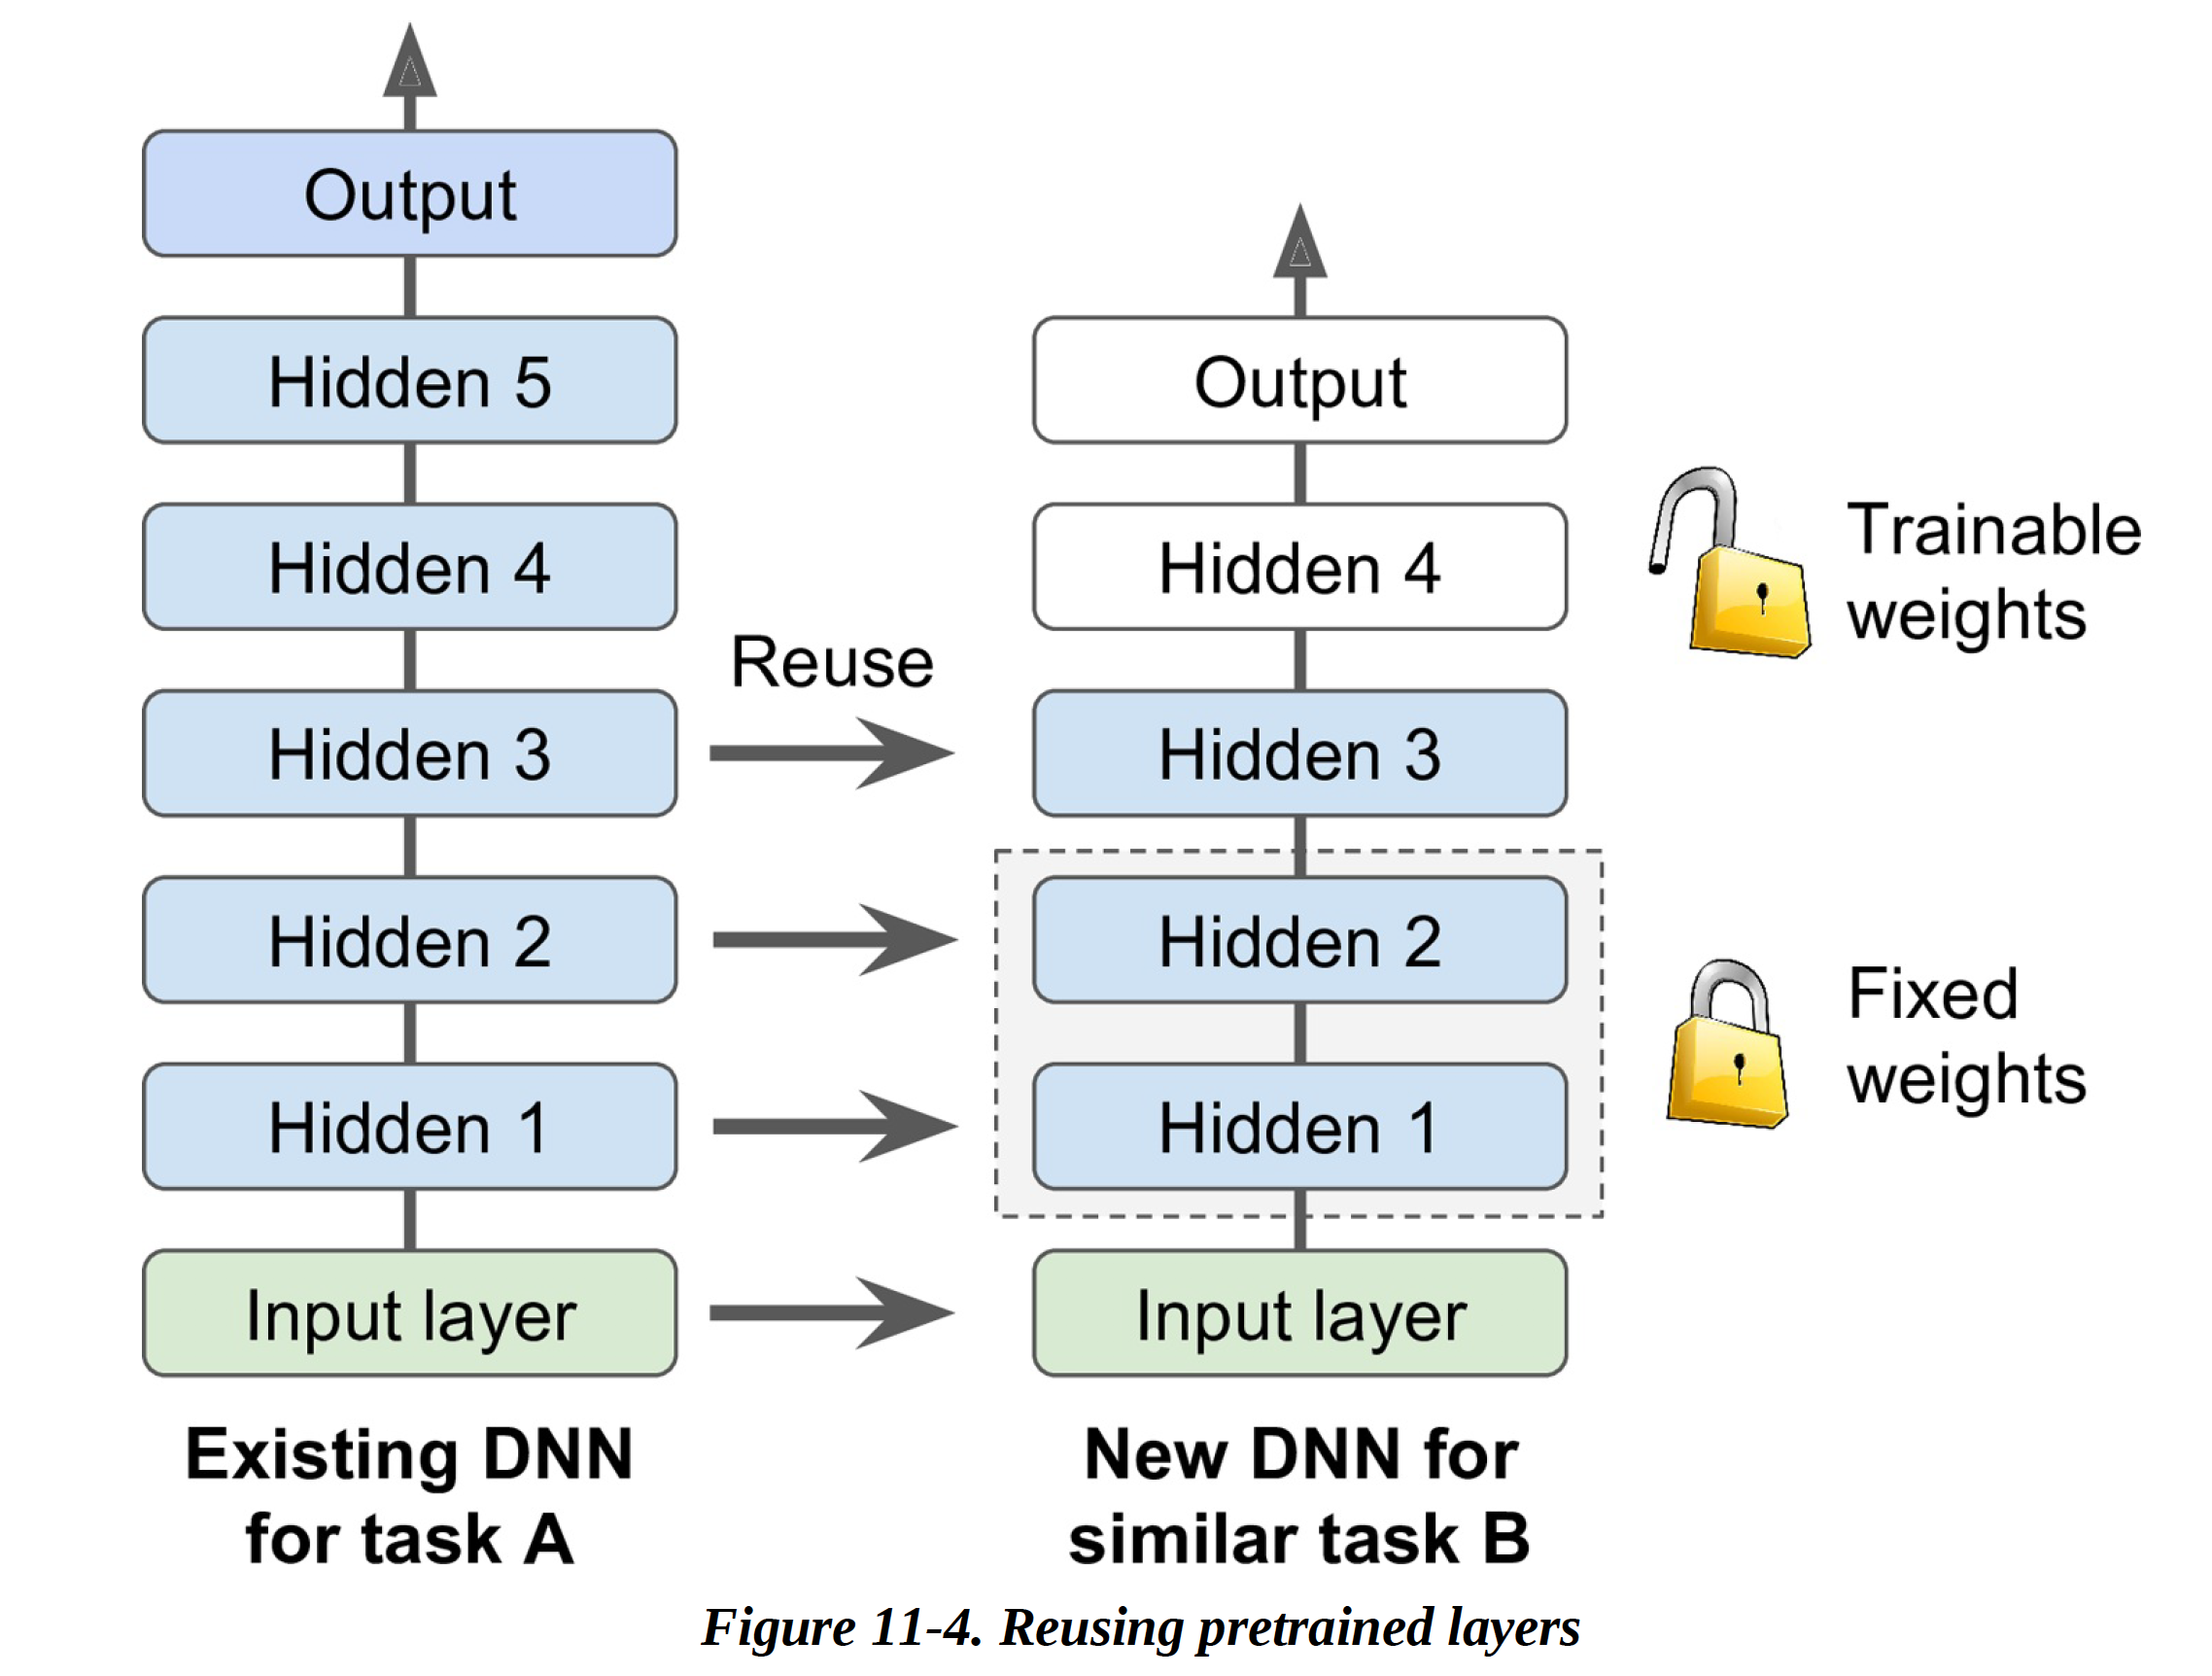 Output
Hidden 5
Hidden 4
Hidden 3
Hidden 2
Hidden 1
Input layer
Existing DNN
for task A
Reuse
Output
Hidden 4
Hidden 3
Hidden 2
Hidden 1
Input layer
New DNN for
similar task B
Trainable
weights
Fixed
weights
Figure 11-4. Reusing pretrained layers